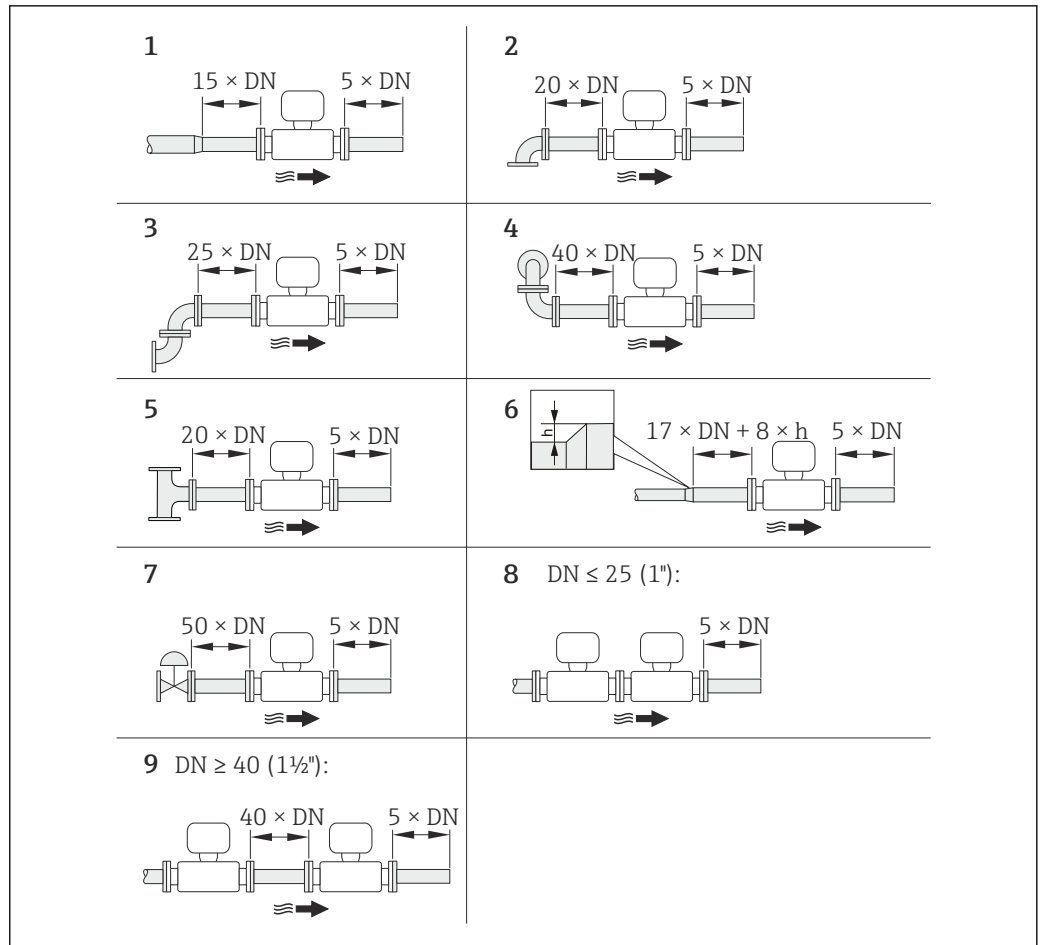 1
15 × DN 5 × DN
2
20 × DN 5 × DN
3
25 × DN 5 × DN
4
40 × DN 5 × DN
5
20 × DN 5 × DN
6
h
17 × DN + 8 × h 5 × DN
7
50 × DN 5 × DN
8 DN ≤ 25 (1"):
5 × DN
9 DN ≥ 40 (1½"):
40 × DN 5 × DN